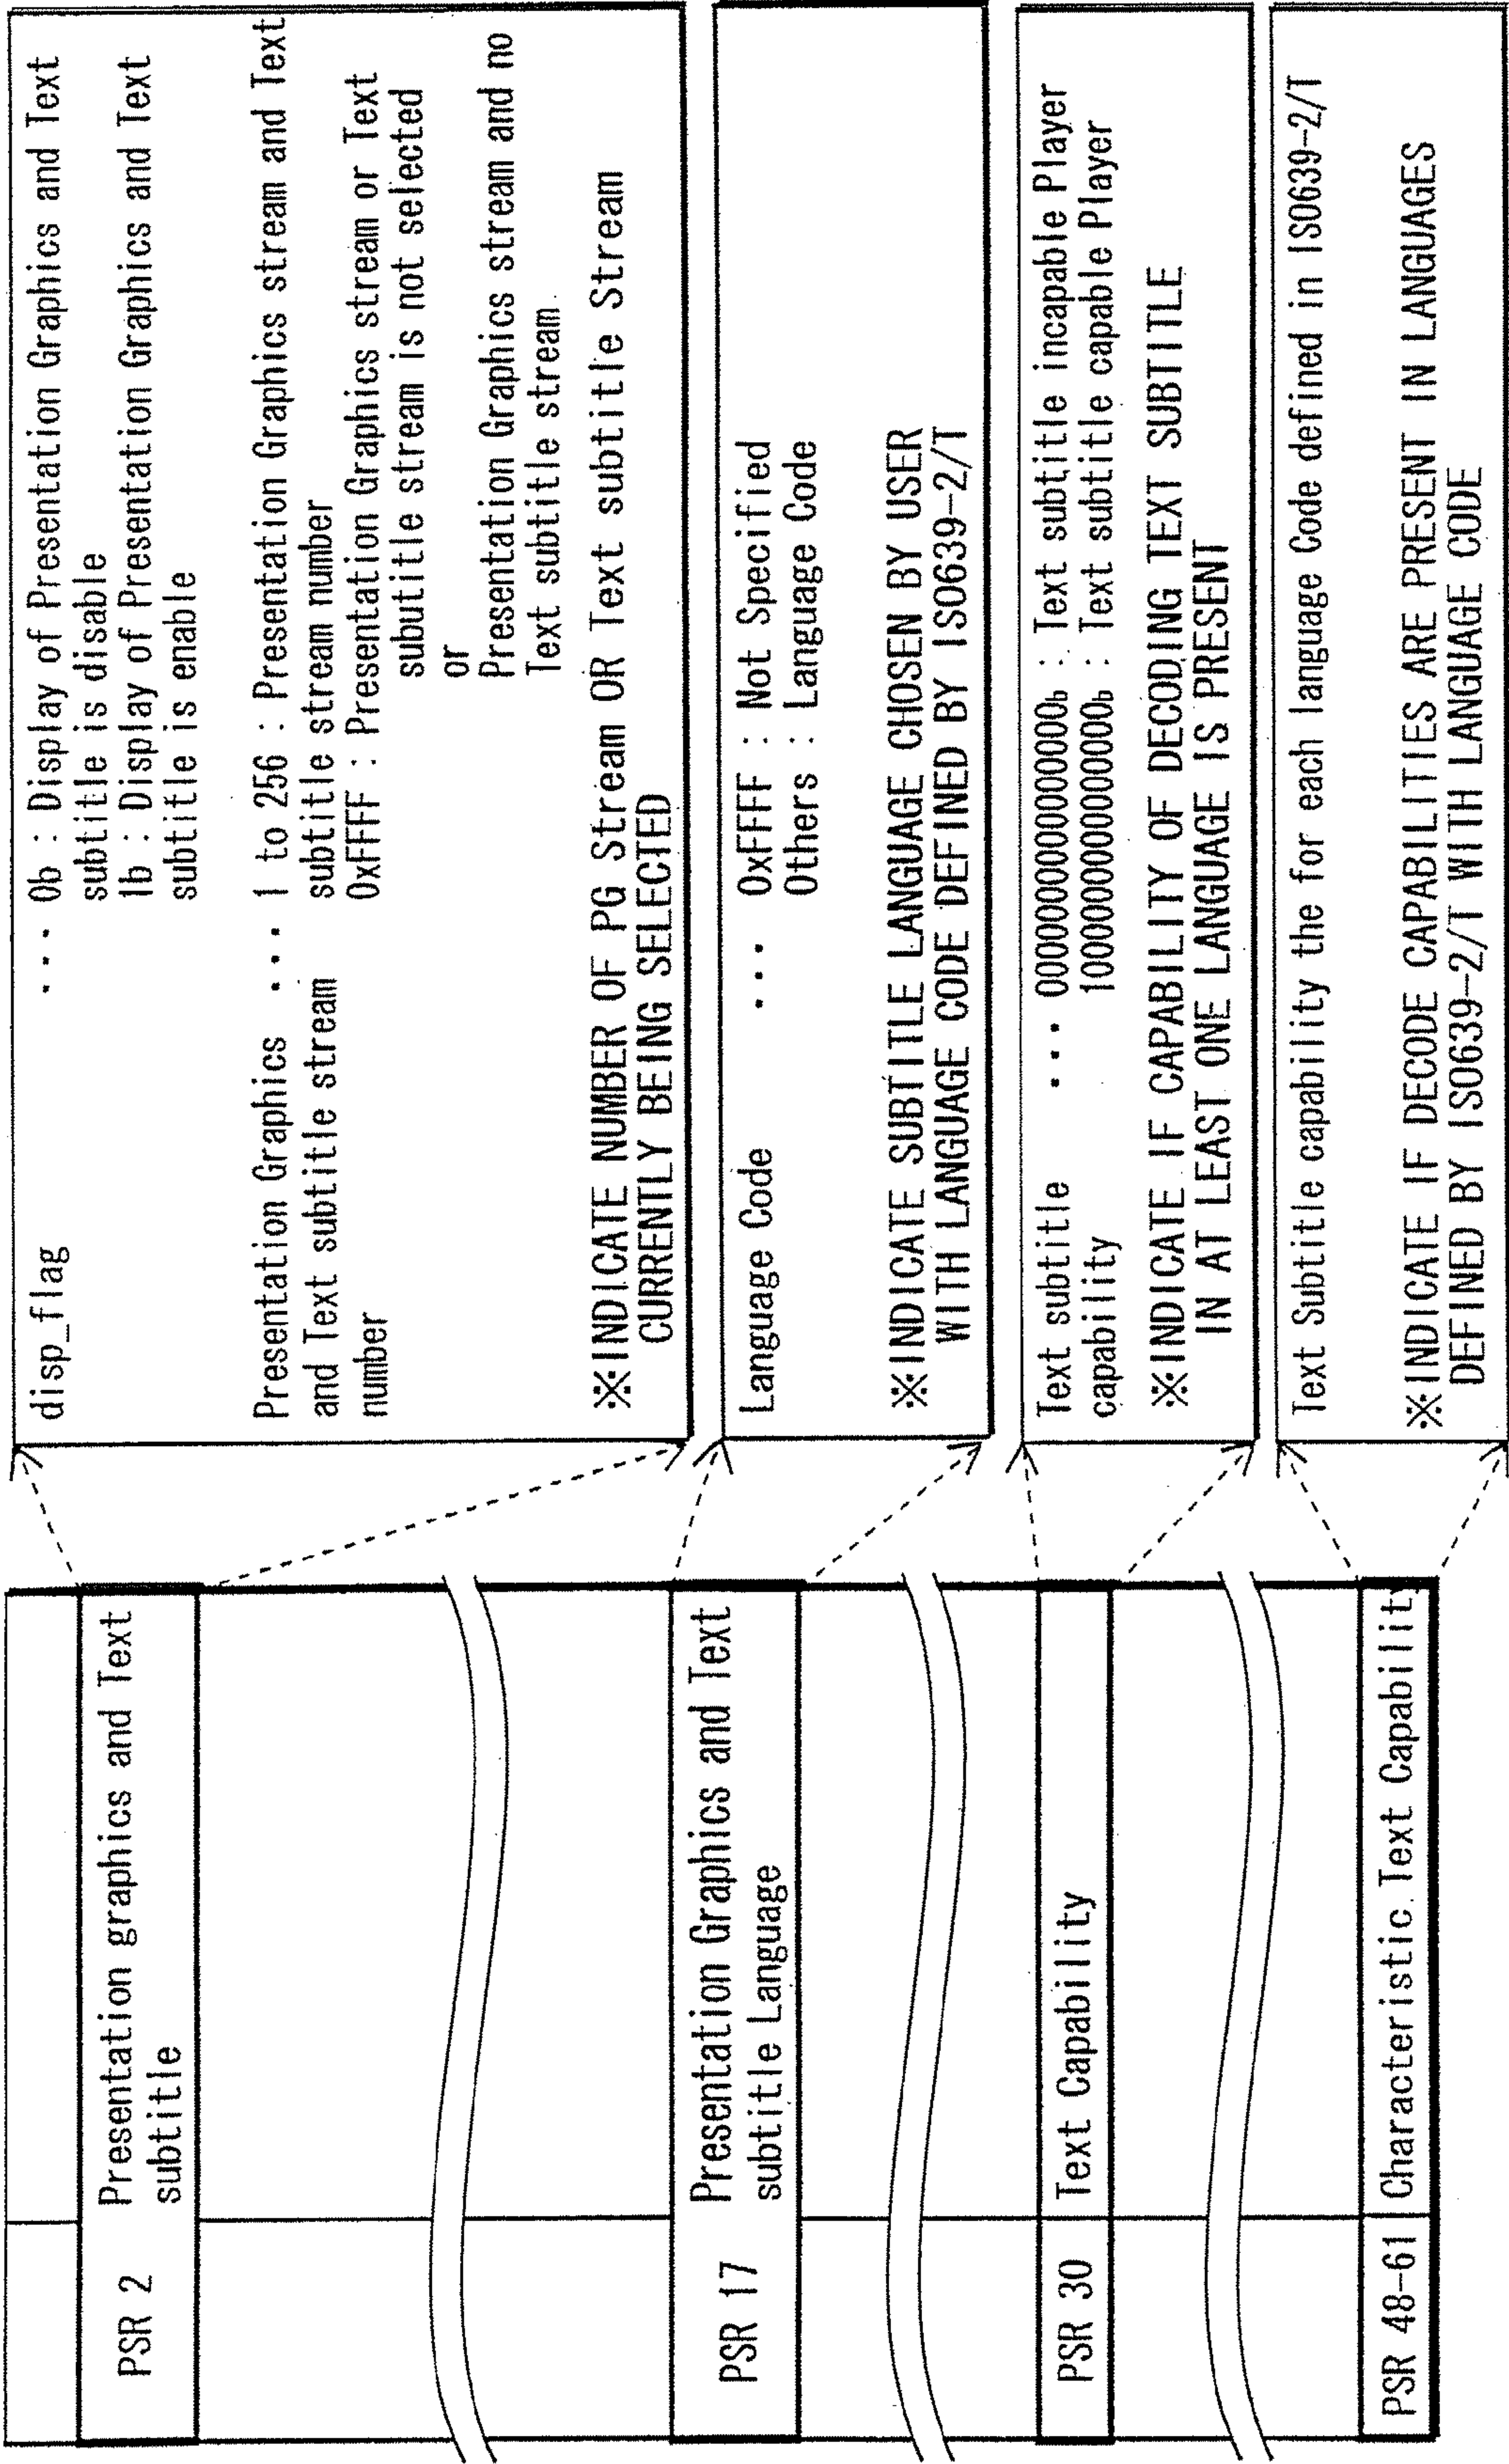 PSR 2
Presentation graphics and Text
subtitle
PSR 17
Presentation Graphics and Text
subtitle Language
PSR 30
Text Capability
PSR 48-61
Characteristic Text Capability
disp_flag
··· 0b : Display of Presentation Graphics and Text
subtitle is disable
1b : Display of Presentation Graphics and Text
subtitle is enable
Presentation Graphics
and Text subtitle stream
number
··· 1 to 256 : Presentation Graphics stream and Text
subtitle stream number
0xFFF : Presentation Graphics stream or Text
subutitle stream is not selected
or
Presentation Graphics stream and no
Text subtitle stream
※INDICATE NUMBER OF PG Stream OR Text subtitle Stream
CURRENTLY BEING SELECTED
Language Code ··· 0xFFFF : Not Specified
Others : Language Code
※INDICATE SUBTITLE LANGUAGE CHOSEN BY USER
WITH LANGUAGE CODE DEFINED BY ISO639-2/T
Text subtitle
capability
··· 00000000000000000b : Text subtitle incapable Player
10000000000000000b : Text subtitle capable Player
※INDICATE IF CAPABILITY OF DECODING TEXT SUBTITLE
IN AT LEAST ONE LANGUAGE IS PRESENT
Text Subtitle capability the for each language Code defined in ISO639-2/T
※INDICATE IF DECODE CAPABILITIES ARE PRESENT IN LANGUAGES
DEFINED BY ISO639-2/T WITH LANGUAGE CODE